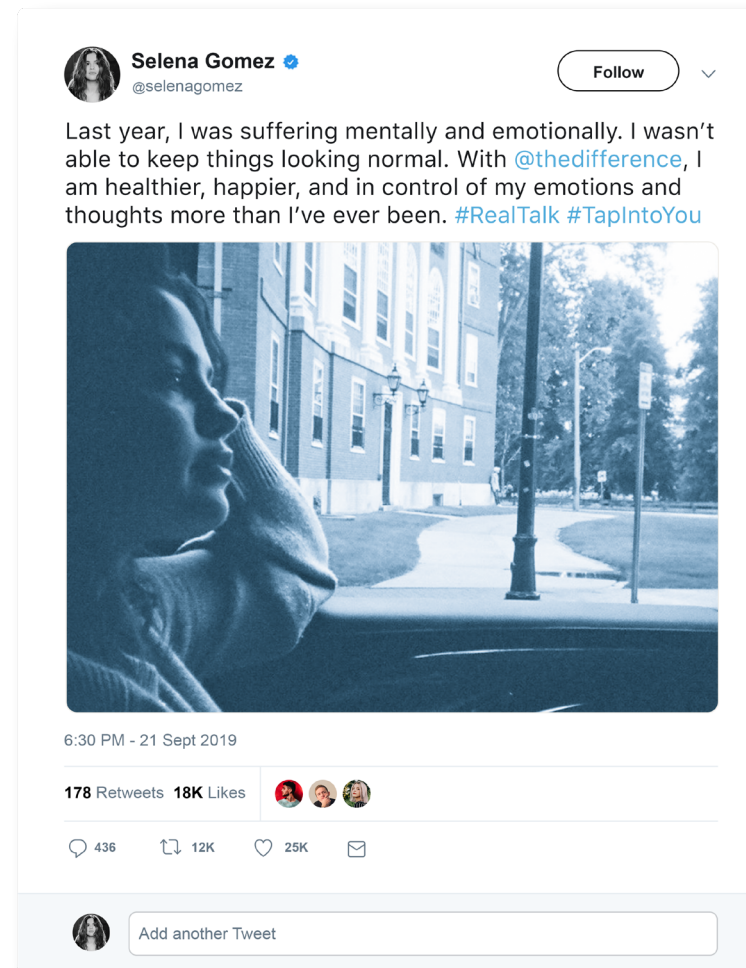 Selena Gomez
@selenagomez
Follow
Last year, I was suffering mentally and emotionally. I wasn’t
able to keep things looking normal. With @thedifference, I
am healthier, happier, and in control of my emotions and
thoughts more than I’ve ever been. #RealTalk #TapIntoYou
6:30 PM - 21 Sept 2019
178 Retweets 18K Likes
436 12K 25K
Add another Tweet